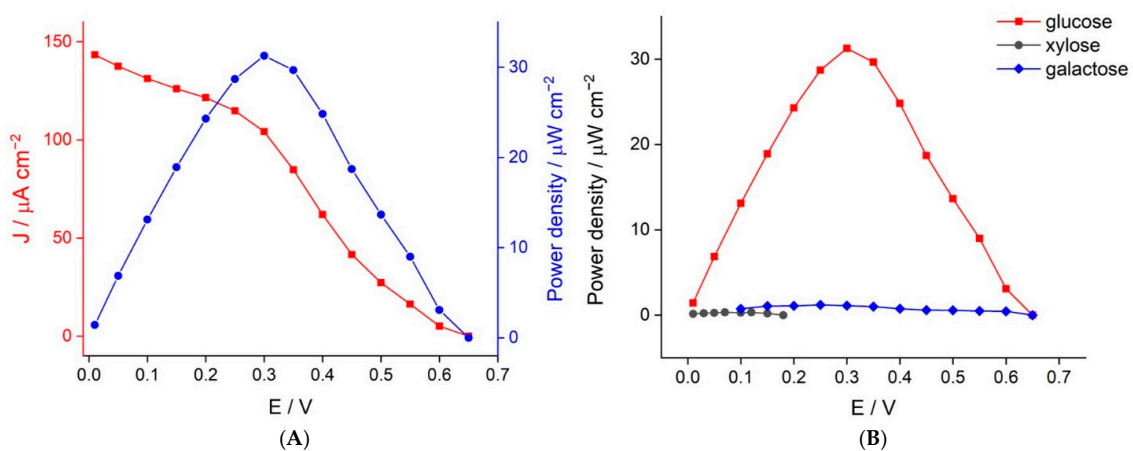 150
100
50
0
J / μA cm⁻²
30
20
10
0
Power density / μW cm⁻²
0.0 0.1 0.2 0.3 0.4 0.5 0.6 0.7
E / V
(A)
glucose
xylose
galactose
30
20
10
0
Power density / μW cm⁻²
0.0 0.1 0.2 0.3 0.4 0.5 0.6 0.7
E / V
(B)